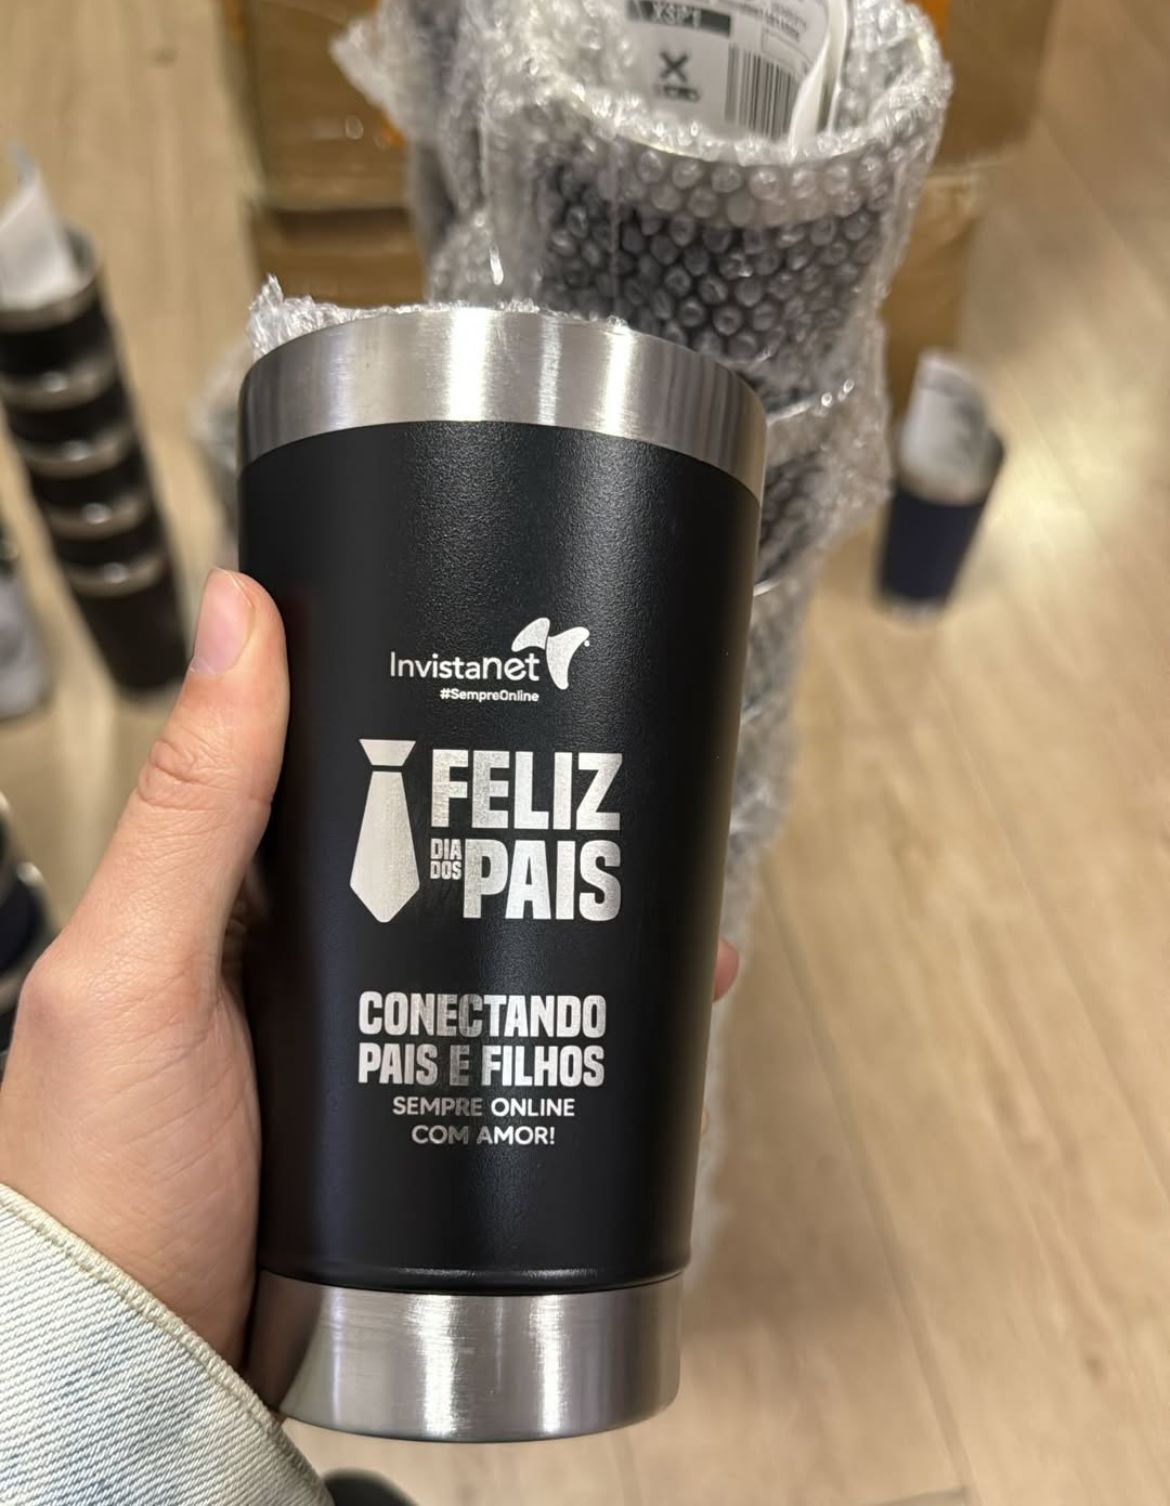 Invistanet
#SempreOnline
FELIZ
DIA
DOS
PAIS
CONECTANDO
PAIS E FILHOS
SEMPRE ONLINE
COM AMOR!